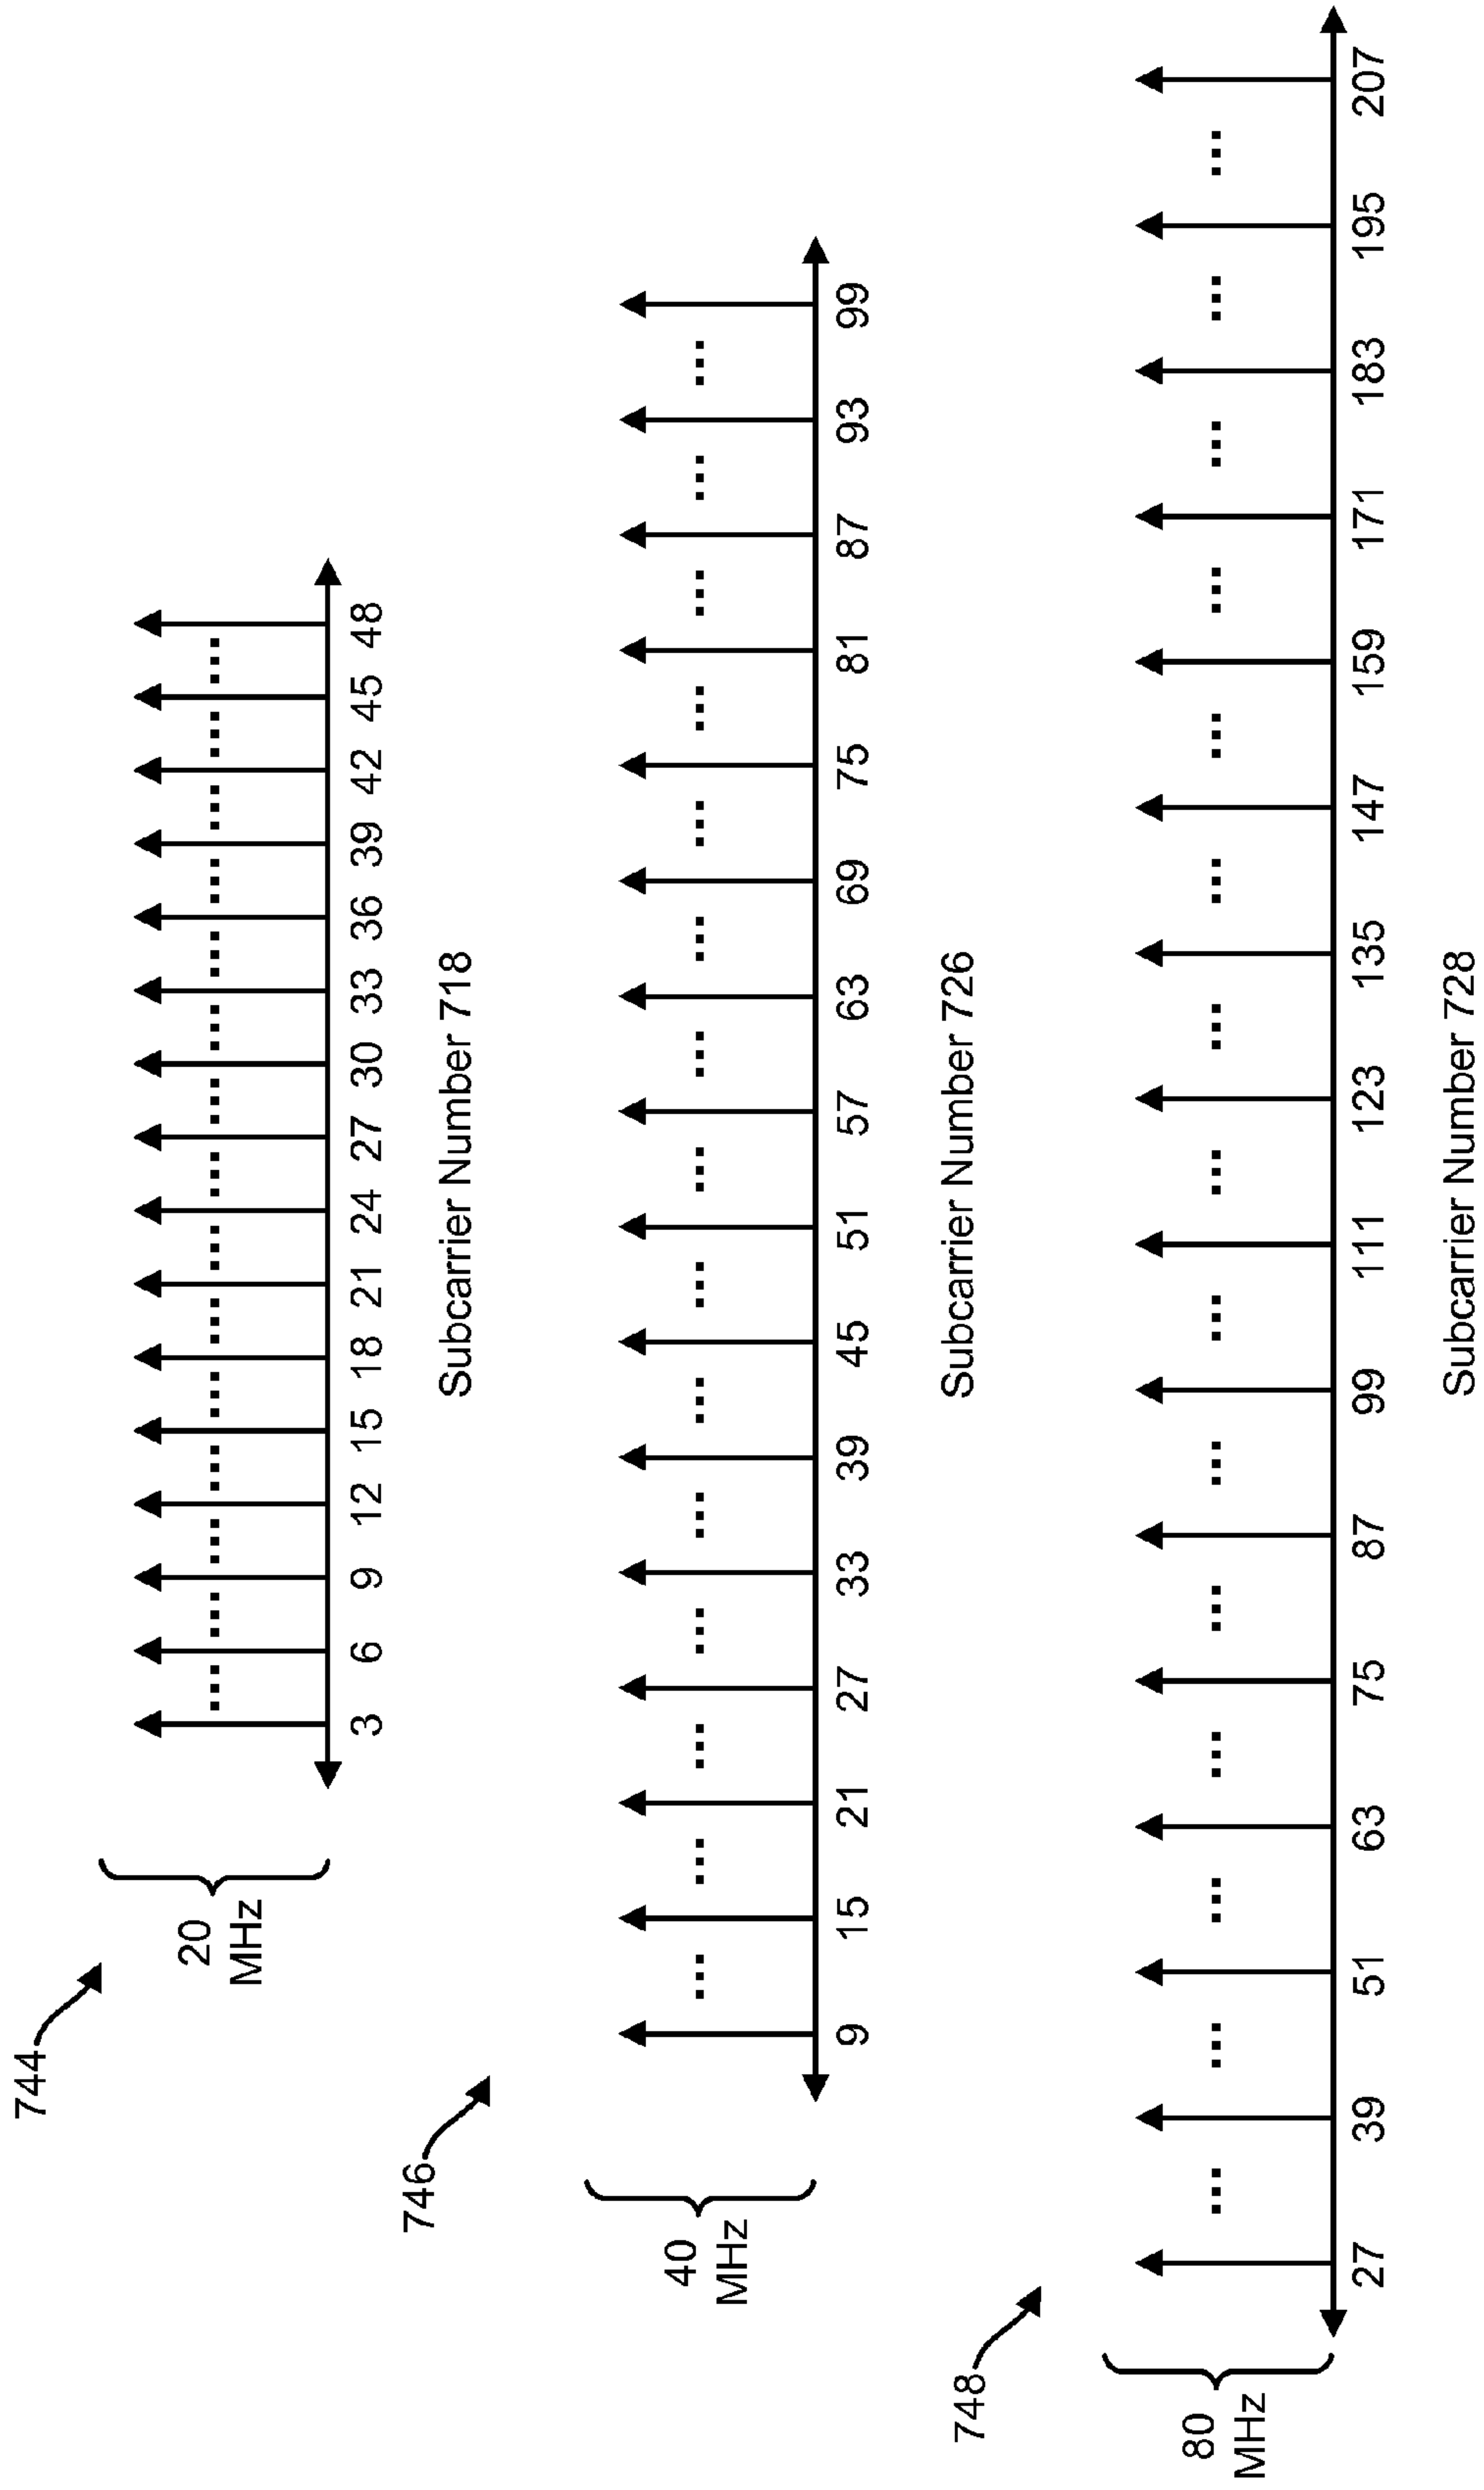 744
20
MHz
3 6 9 12 15 18 21 24 27 30 33 36 39 42 45 48
Subcarrier Number 718
746
40
MHz
9 15 21 27 33 39 45 51 57 63 69 75 81 87 93 99
Subcarrier Number 726
748
80
MHz
27 39 51 63 75 87 99 111 123 135 147 159 171 183 195 207
Subcarrier Number 728